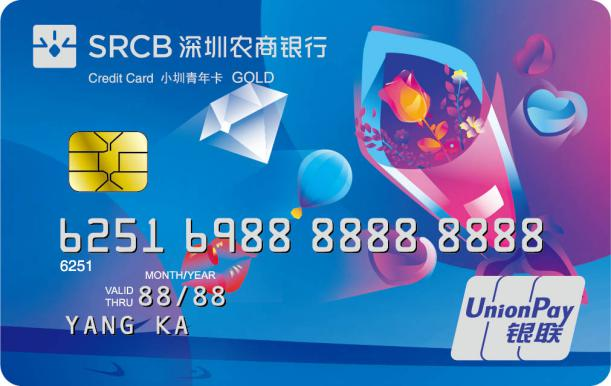 SRCB 深圳农商银行
Credit Card 小圳青年卡 GOLD
6251 6988 8888 8888
6251
MONTH/YEAR
VALID THRU 88/88
YANG KA
UnionPay
银联